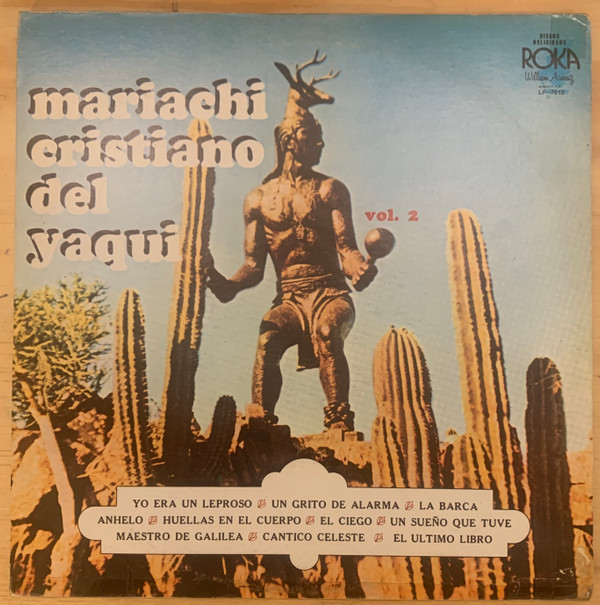 DISCOS
RELIGIOSOS
ROKA
mariachi
cristiano
del
yaqui
vol. 2
YO ERA UN LEPROSO UN GRITO DE ALARMA LA BARCA
ANHELO HUELLAS EN EL CUERPO EL CIEGO UN SUEÑO QUE TUVE
MAESTRO DE GALILEA CANTICO CELESTE EL ULTIMO LIBRO